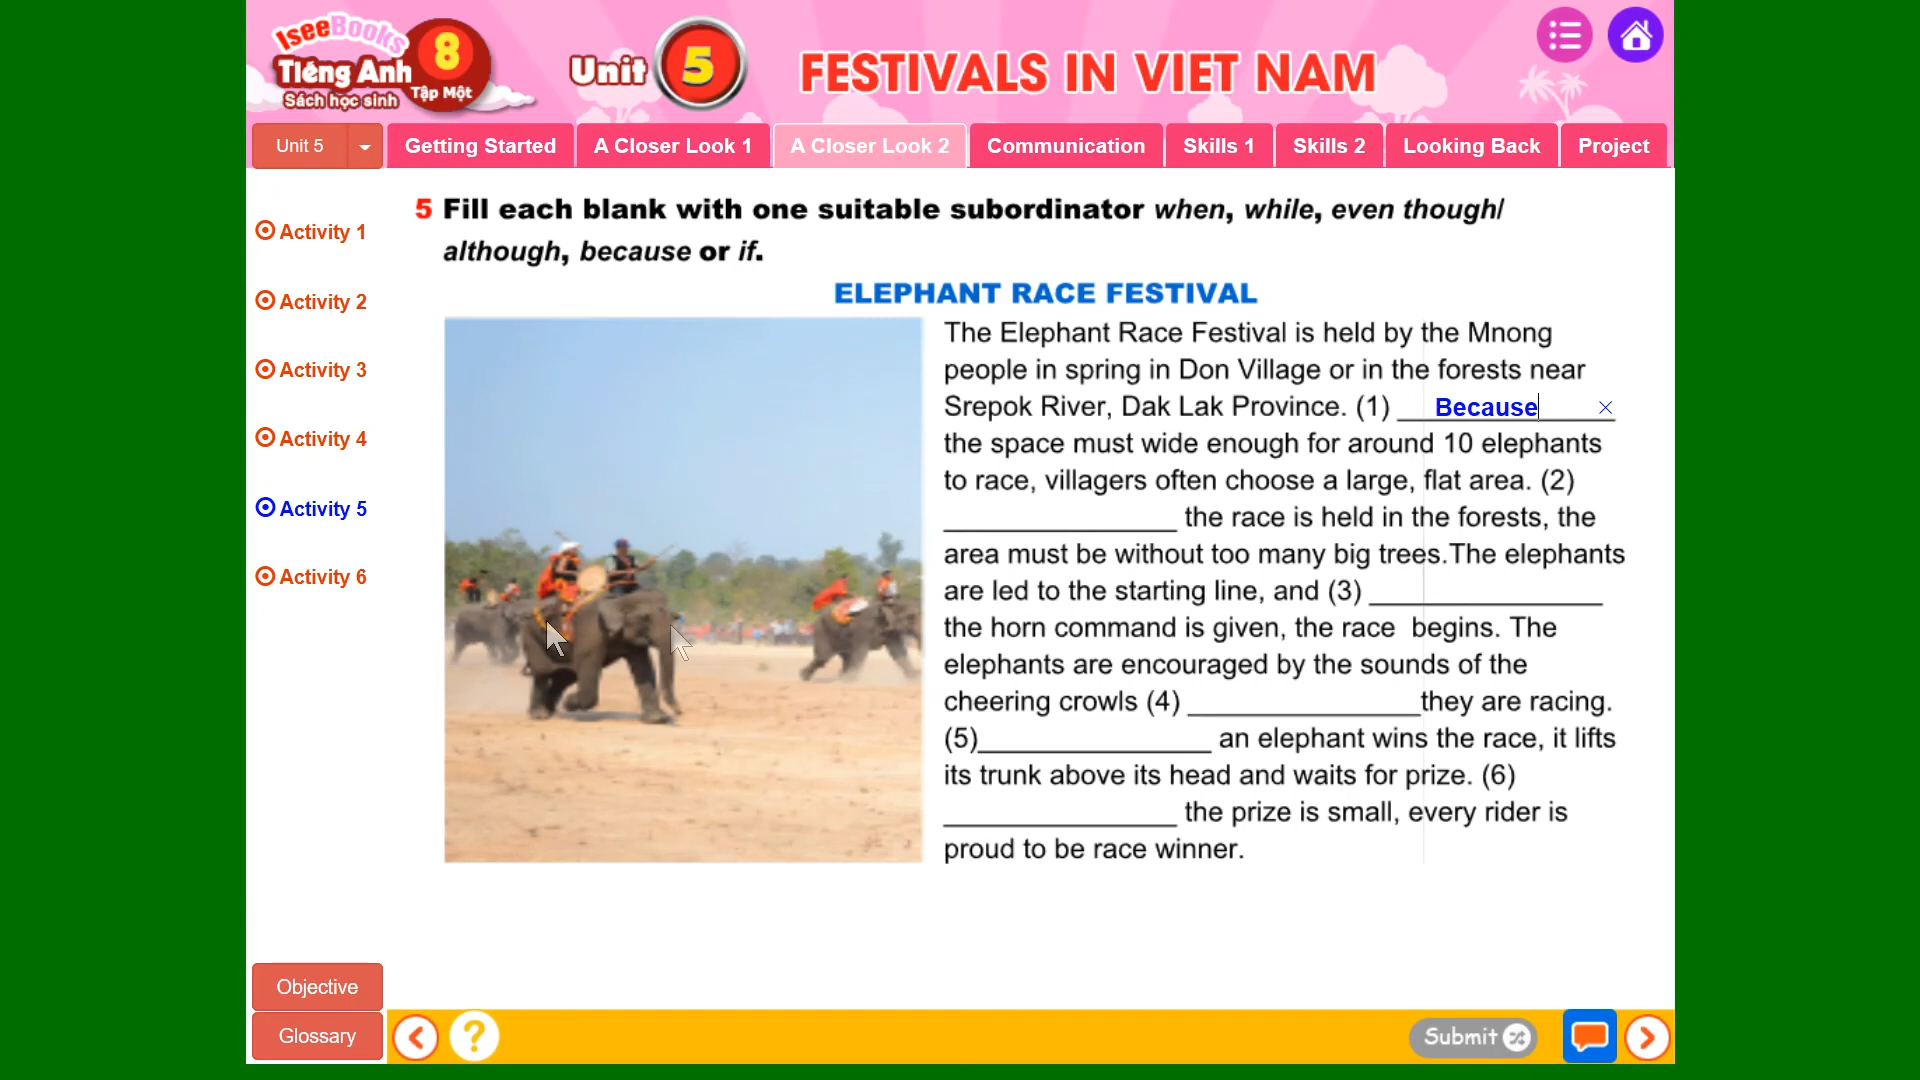 IseeBooks
Tiếng Anh 8
Sách học sinh Tập Một
Unit 5
FESTIVALS IN VIET NAM
Unit 5
Getting Started
A Closer Look 1
A Closer Look 2
Communication
Skills 1
Skills 2
Looking Back
Project
Activity 1
Activity 2
Activity 3
Activity 4
Activity 5
Activity 6
5 Fill each blank with one suitable subordinator when, while, even though/
although, because or if.
ELEPHANT RACE FESTIVAL
The Elephant Race Festival is held by the Mnong
people in spring in Don Village or in the forests near
Srepok River, Dak Lak Province. (1) Because ×
the space must wide enough for around 10 elephants
to race, villagers often choose a large, flat area. (2)
_______________ the race is held in the forests, the
area must be without too many big trees.The elephants
are led to the starting line, and (3) _______________
the horn command is given, the race begins. The
elephants are encouraged by the sounds of the
cheering crowls (4) _______________they are racing.
(5)_______________ an elephant wins the race, it lifts
its trunk above its head and waits for prize. (6)
_______________ the prize is small, every rider is
proud to be race winner.
Objective
Glossary
?
Submit